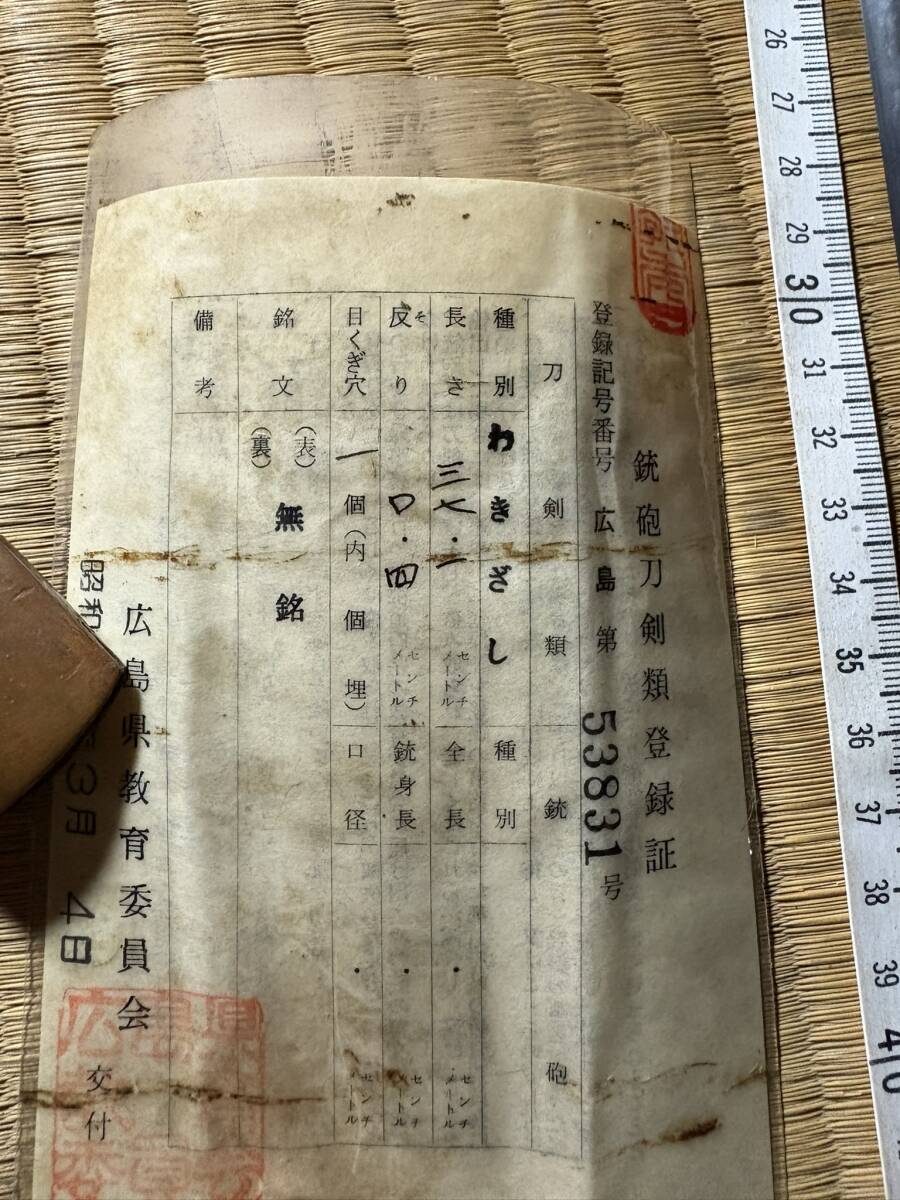 銃砲刀剣類登録証
登録記号番号 広島 第 53831 号
刀剣類
種別 わきざし
長さ 三七・二 センチメートル
反り そ 〇・四 センチメートル
目くぎ穴 一個(内 個埋)
銘文 (表) (裏) 無銘
備考
銃砲
種別
全長 ・ センチメートル
銃身長 ・ センチメートル
口径 ・ センチメートル
昭和 3月 4日
広島県教育委員会
交付
26
27
28
29
30
31
32
33
34
35
36
37
38
39
40